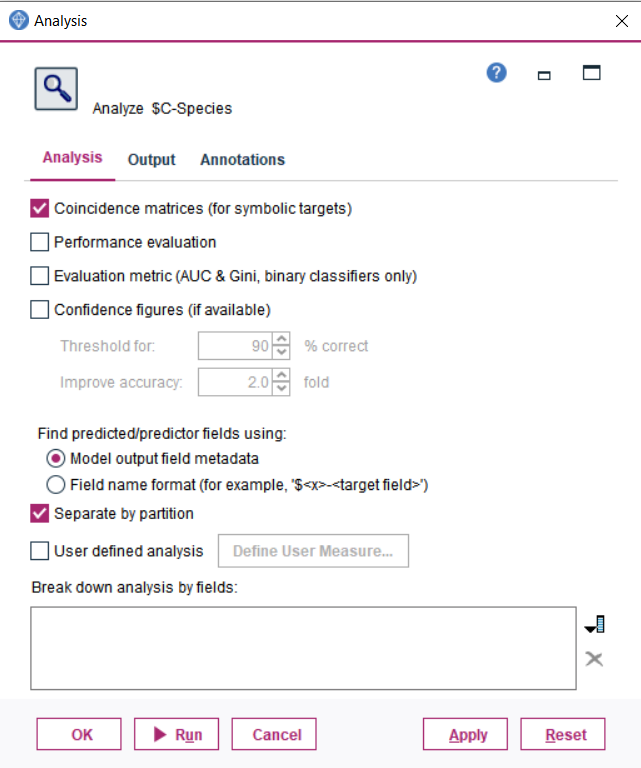 Analysis
?
Analyze $C-Species
Analysis Output Annotations
Coincidence matrices (for symbolic targets)
Performance evaluation
Evaluation metric (AUC & Gini, binary classifiers only)
Confidence figures (if available)
Threshold for: 90 % correct
Improve accuracy: 2.0 fold
Find predicted/predictor fields using:
Model output field metadata
Field name format (for example, '$<x>-<target field>')
Separate by partition
User defined analysis Define User Measure...
Break down analysis by fields:
OK Run Cancel Apply Reset